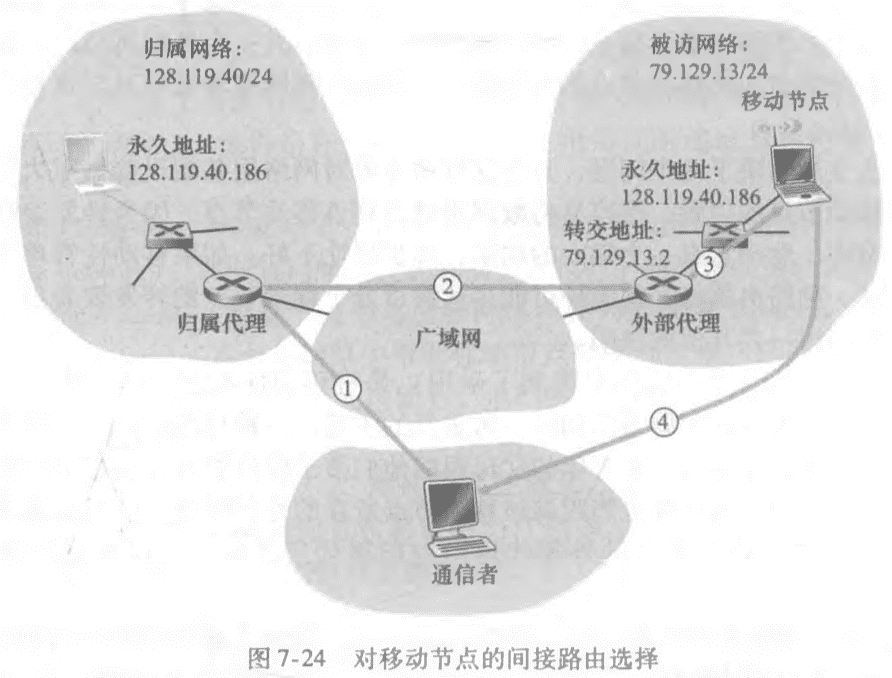 归属网络：
128.119.40/24
永久地址：
128.119.40.186
被访网络：
79.129.13/24
移动节点
永久地址：
128.119.40.186
转交地址：
79.129.13.2
③
②
归属代理
外部代理
广域网
①
④
通信者
图 7-24 对移动节点的间接路由选择